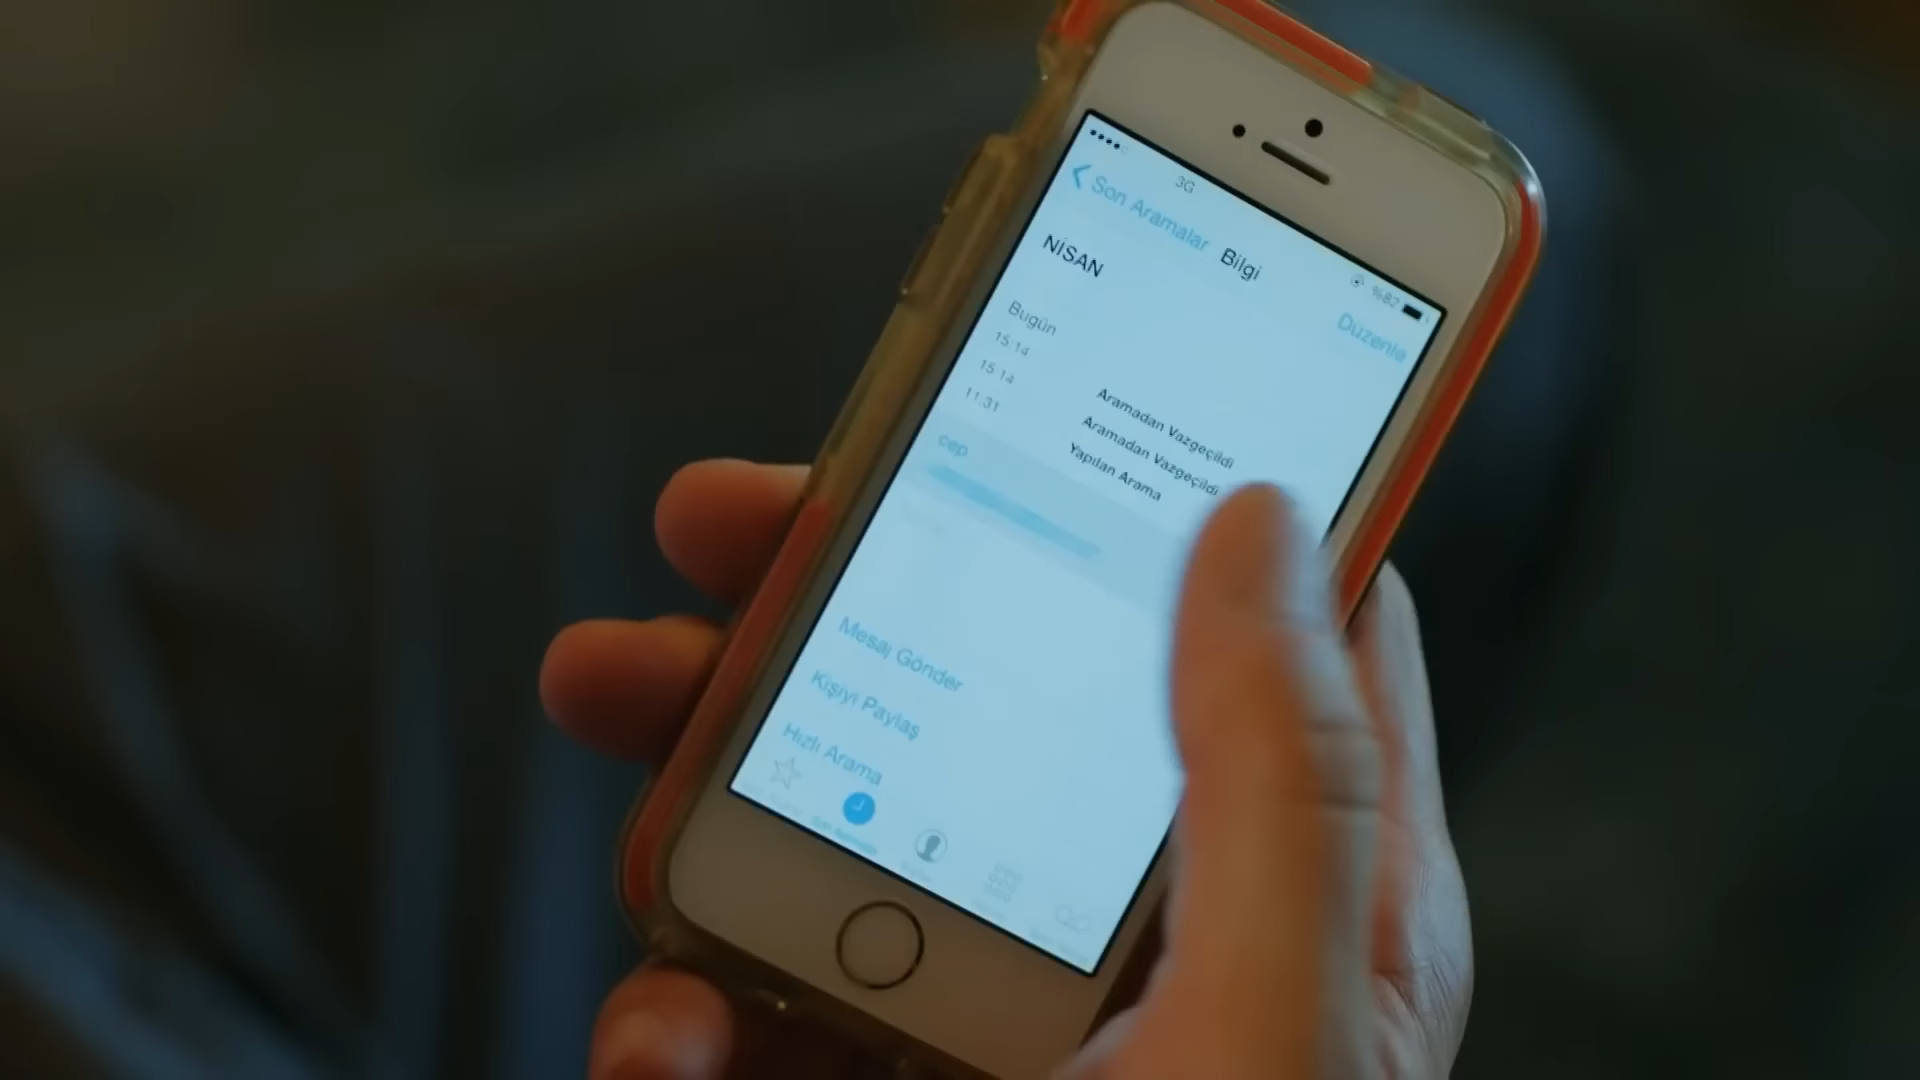 3G
%82
Son Aramalar
Bilgi
Düzenle
NİSAN
Bugün
15:14 Aramadan Vazgeçildi
15:14 Aramadan Vazgeçildi
11:31 Yapılan Arama
cep
Mesaj Gönder
Kişiyi Paylaş
Hızlı Arama